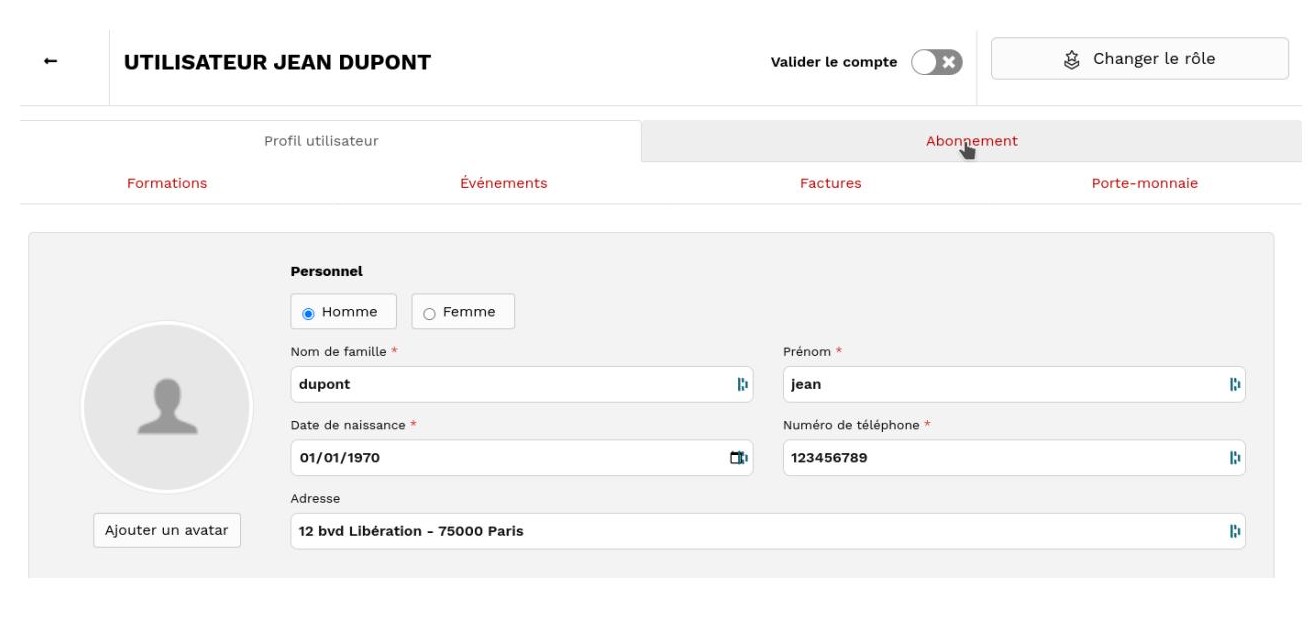 UTILISATEUR JEAN DUPONT
Valider le compte
Changer le rôle
Profil utilisateur
Abonnement
Formations
Événements
Factures
Porte-monnaie
Personnel
Homme
Femme
Nom de famille *
Prénom *
dupont
jean
Date de naissance *
Numéro de téléphone *
01/01/1970
123456789
Adresse
Ajouter un avatar
12 bvd Libération - 75000 Paris